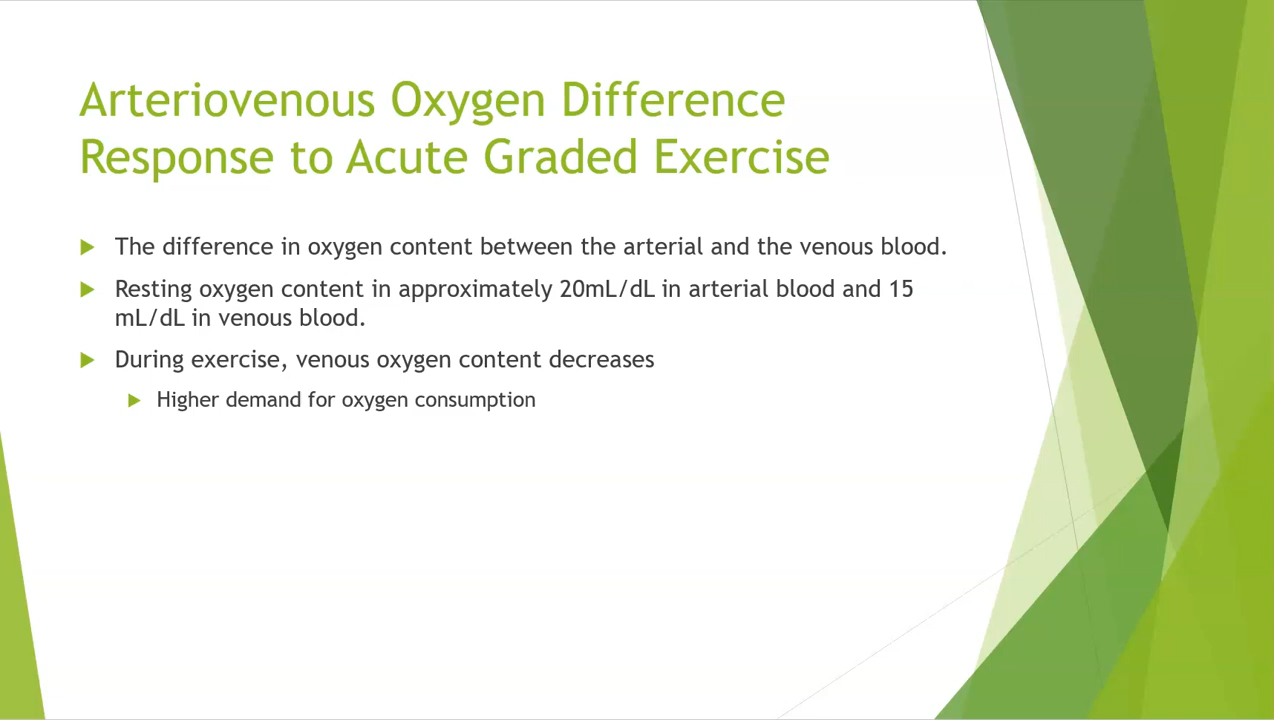 Arteriovenous Oxygen Difference
Response to Acute Graded Exercise
The difference in oxygen content between the arterial and the venous blood.
Resting oxygen content in approximately 20mL/dL in arterial blood and 15
mL/dL in venous blood.
During exercise, venous oxygen content decreases
Higher demand for oxygen consumption